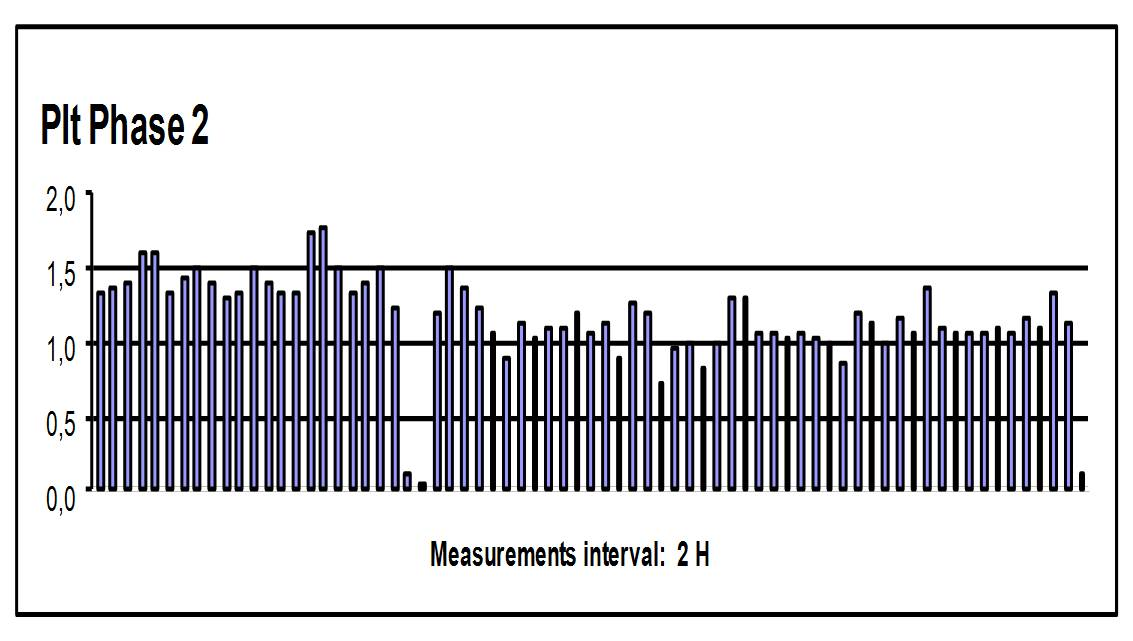 Plt Phase 2
2,0
1,5
1,0
0,5
0,0
Measurements interval: 2 H